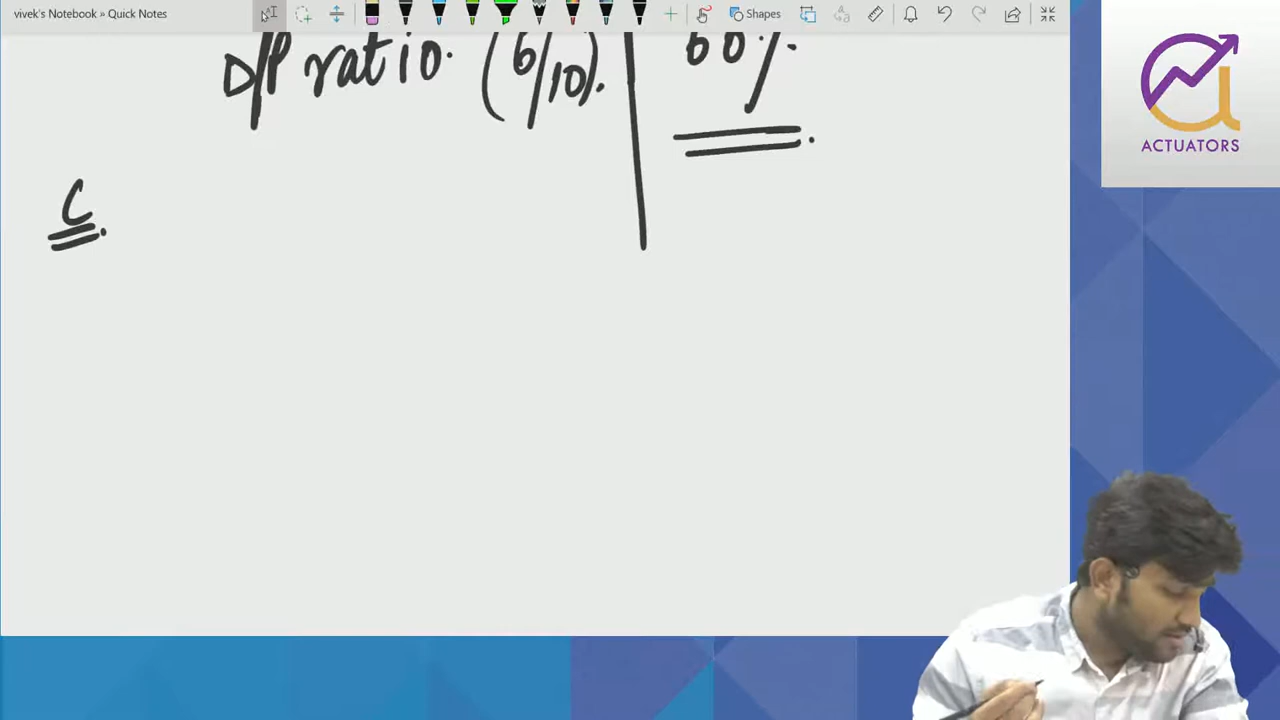 vivek's Notebook » Quick Notes
Shapes
D/P ratio. (6/10). 60%.
C.
ACTUATORS